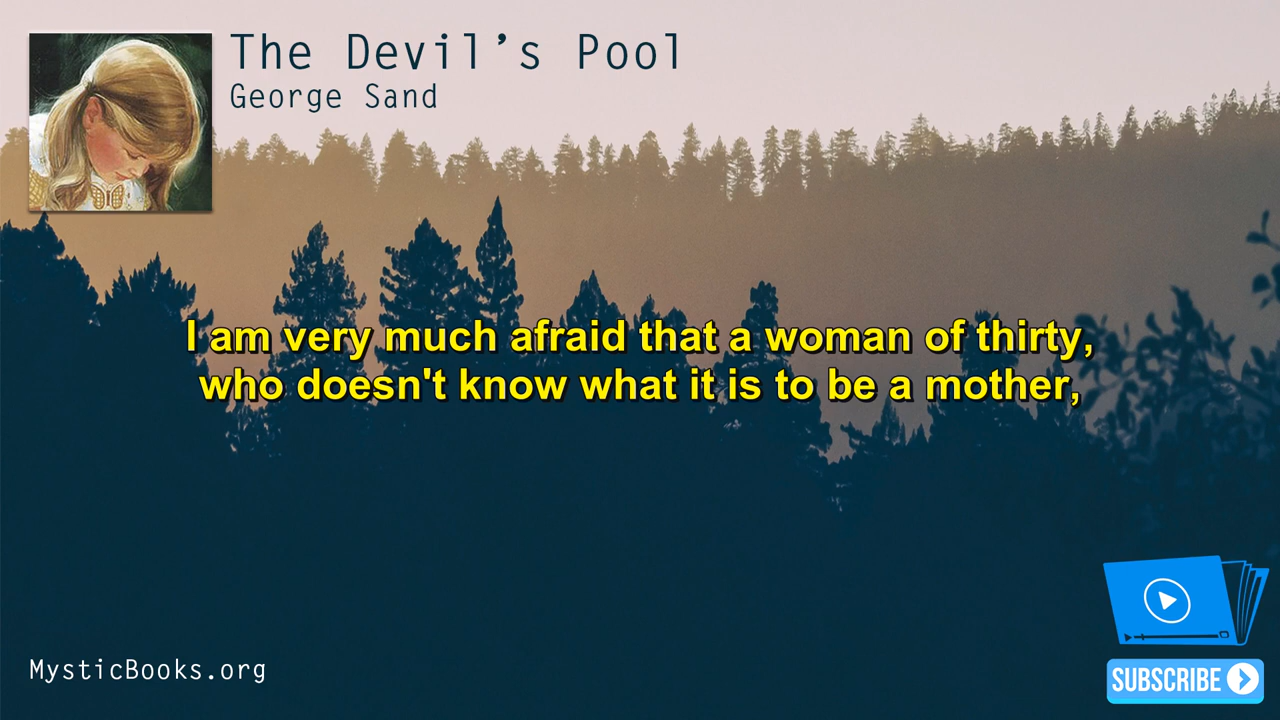 The Devil's Pool
George Sand
I am very much afraid that a woman of thirty,
who doesn't know what it is to be a mother,
MysticBooks.org
SUBSCRIBE